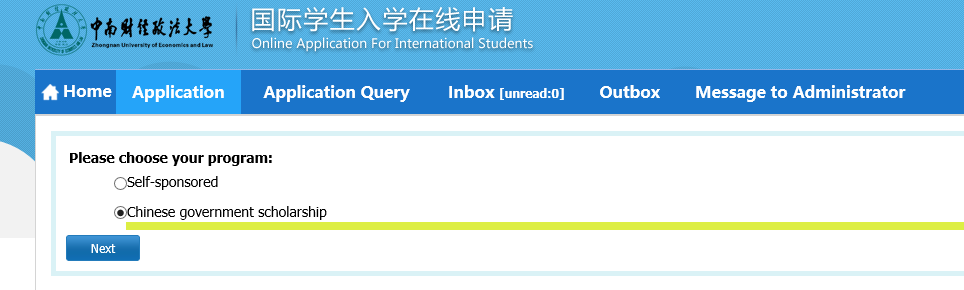 中南财经政法大学
Zhongnan University of Economics and Law
国际学生入学在线申请
Online Application For International Students
Home Application Application Query Inbox [unread:0] Outbox Message to Administrator
Please choose your program:
Self-sponsored
Chinese government scholarship
Next